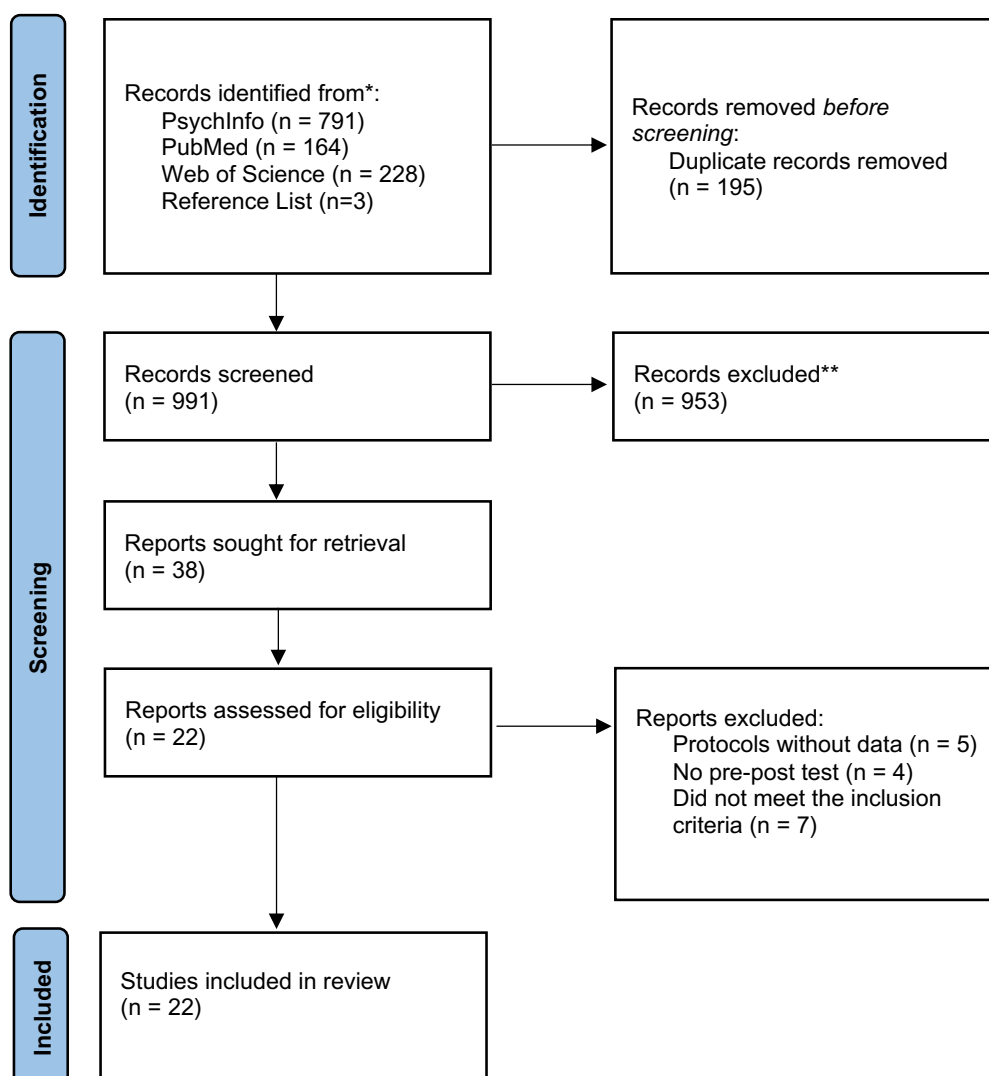 Identification
Records identified from*:
PsychInfo (n = 791)
PubMed (n = 164)
Web of Science (n = 228)
Reference List (n=3)
Records removed before
screening:
Duplicate records removed
(n = 195)
Screening
Records screened
(n = 991)
Records excluded**
(n = 953)
Reports sought for retrieval
(n = 38)
Reports assessed for eligibility
(n = 22)
Reports excluded:
Protocols without data (n = 5)
No pre-post test (n = 4)
Did not meet the inclusion
criteria (n = 7)
Included
Studies included in review
(n = 22)